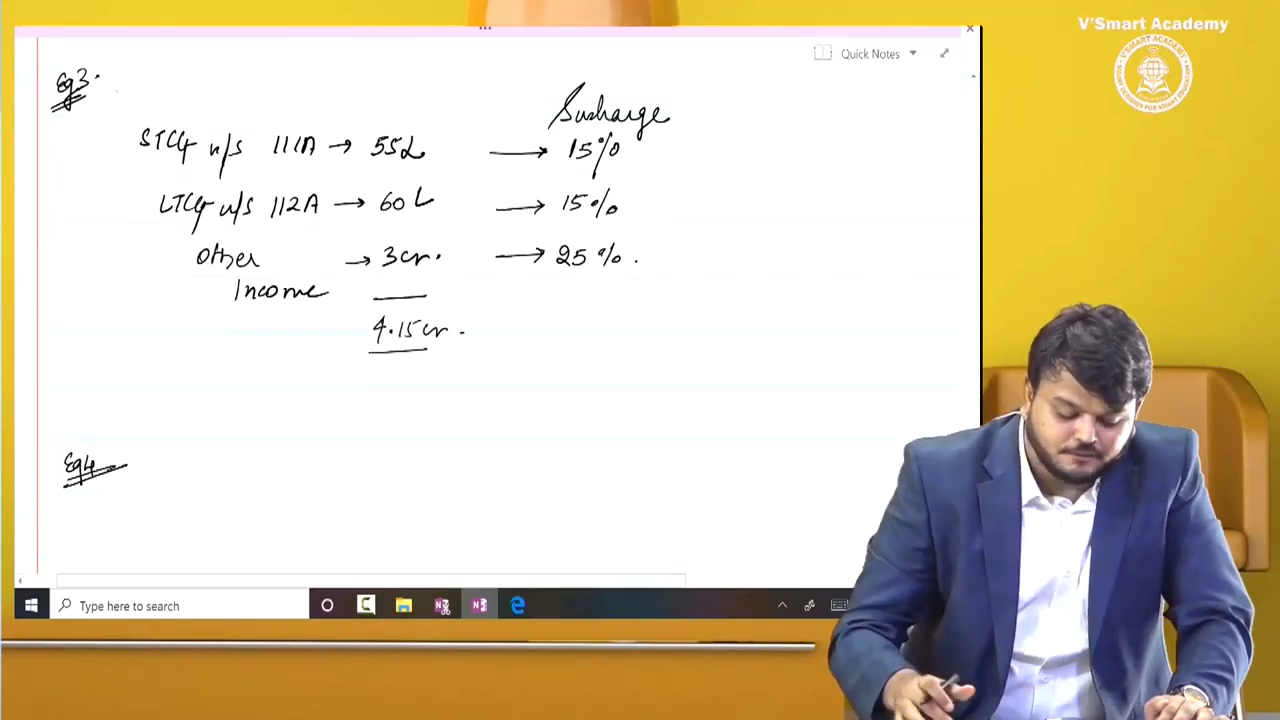 V'Smart Academy
Quick Notes
Eg3.
Surcharge
STCG u/s 111A → 55L → 15%
LTCG u/s 112A → 60L → 15%
Other → 3cr. → 25%.
Income
4.15cr.
Eg4
Type here to search